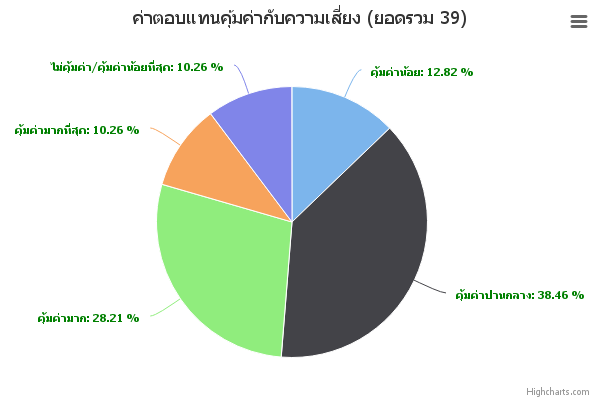 ค่าตอบแทนคุ้มค่ากับความเสี่ยง (ยอดรวม 39)
ไม่คุ้มค่า/คุ้มค่าน้อยที่สุด: 10.26 %
คุ้มค่าน้อย: 12.82 %
คุ้มค่ามากที่สุด: 10.26 %
คุ้มค่าปานกลาง: 38.46 %
คุ้มค่ามาก: 28.21 %
Highcharts.com